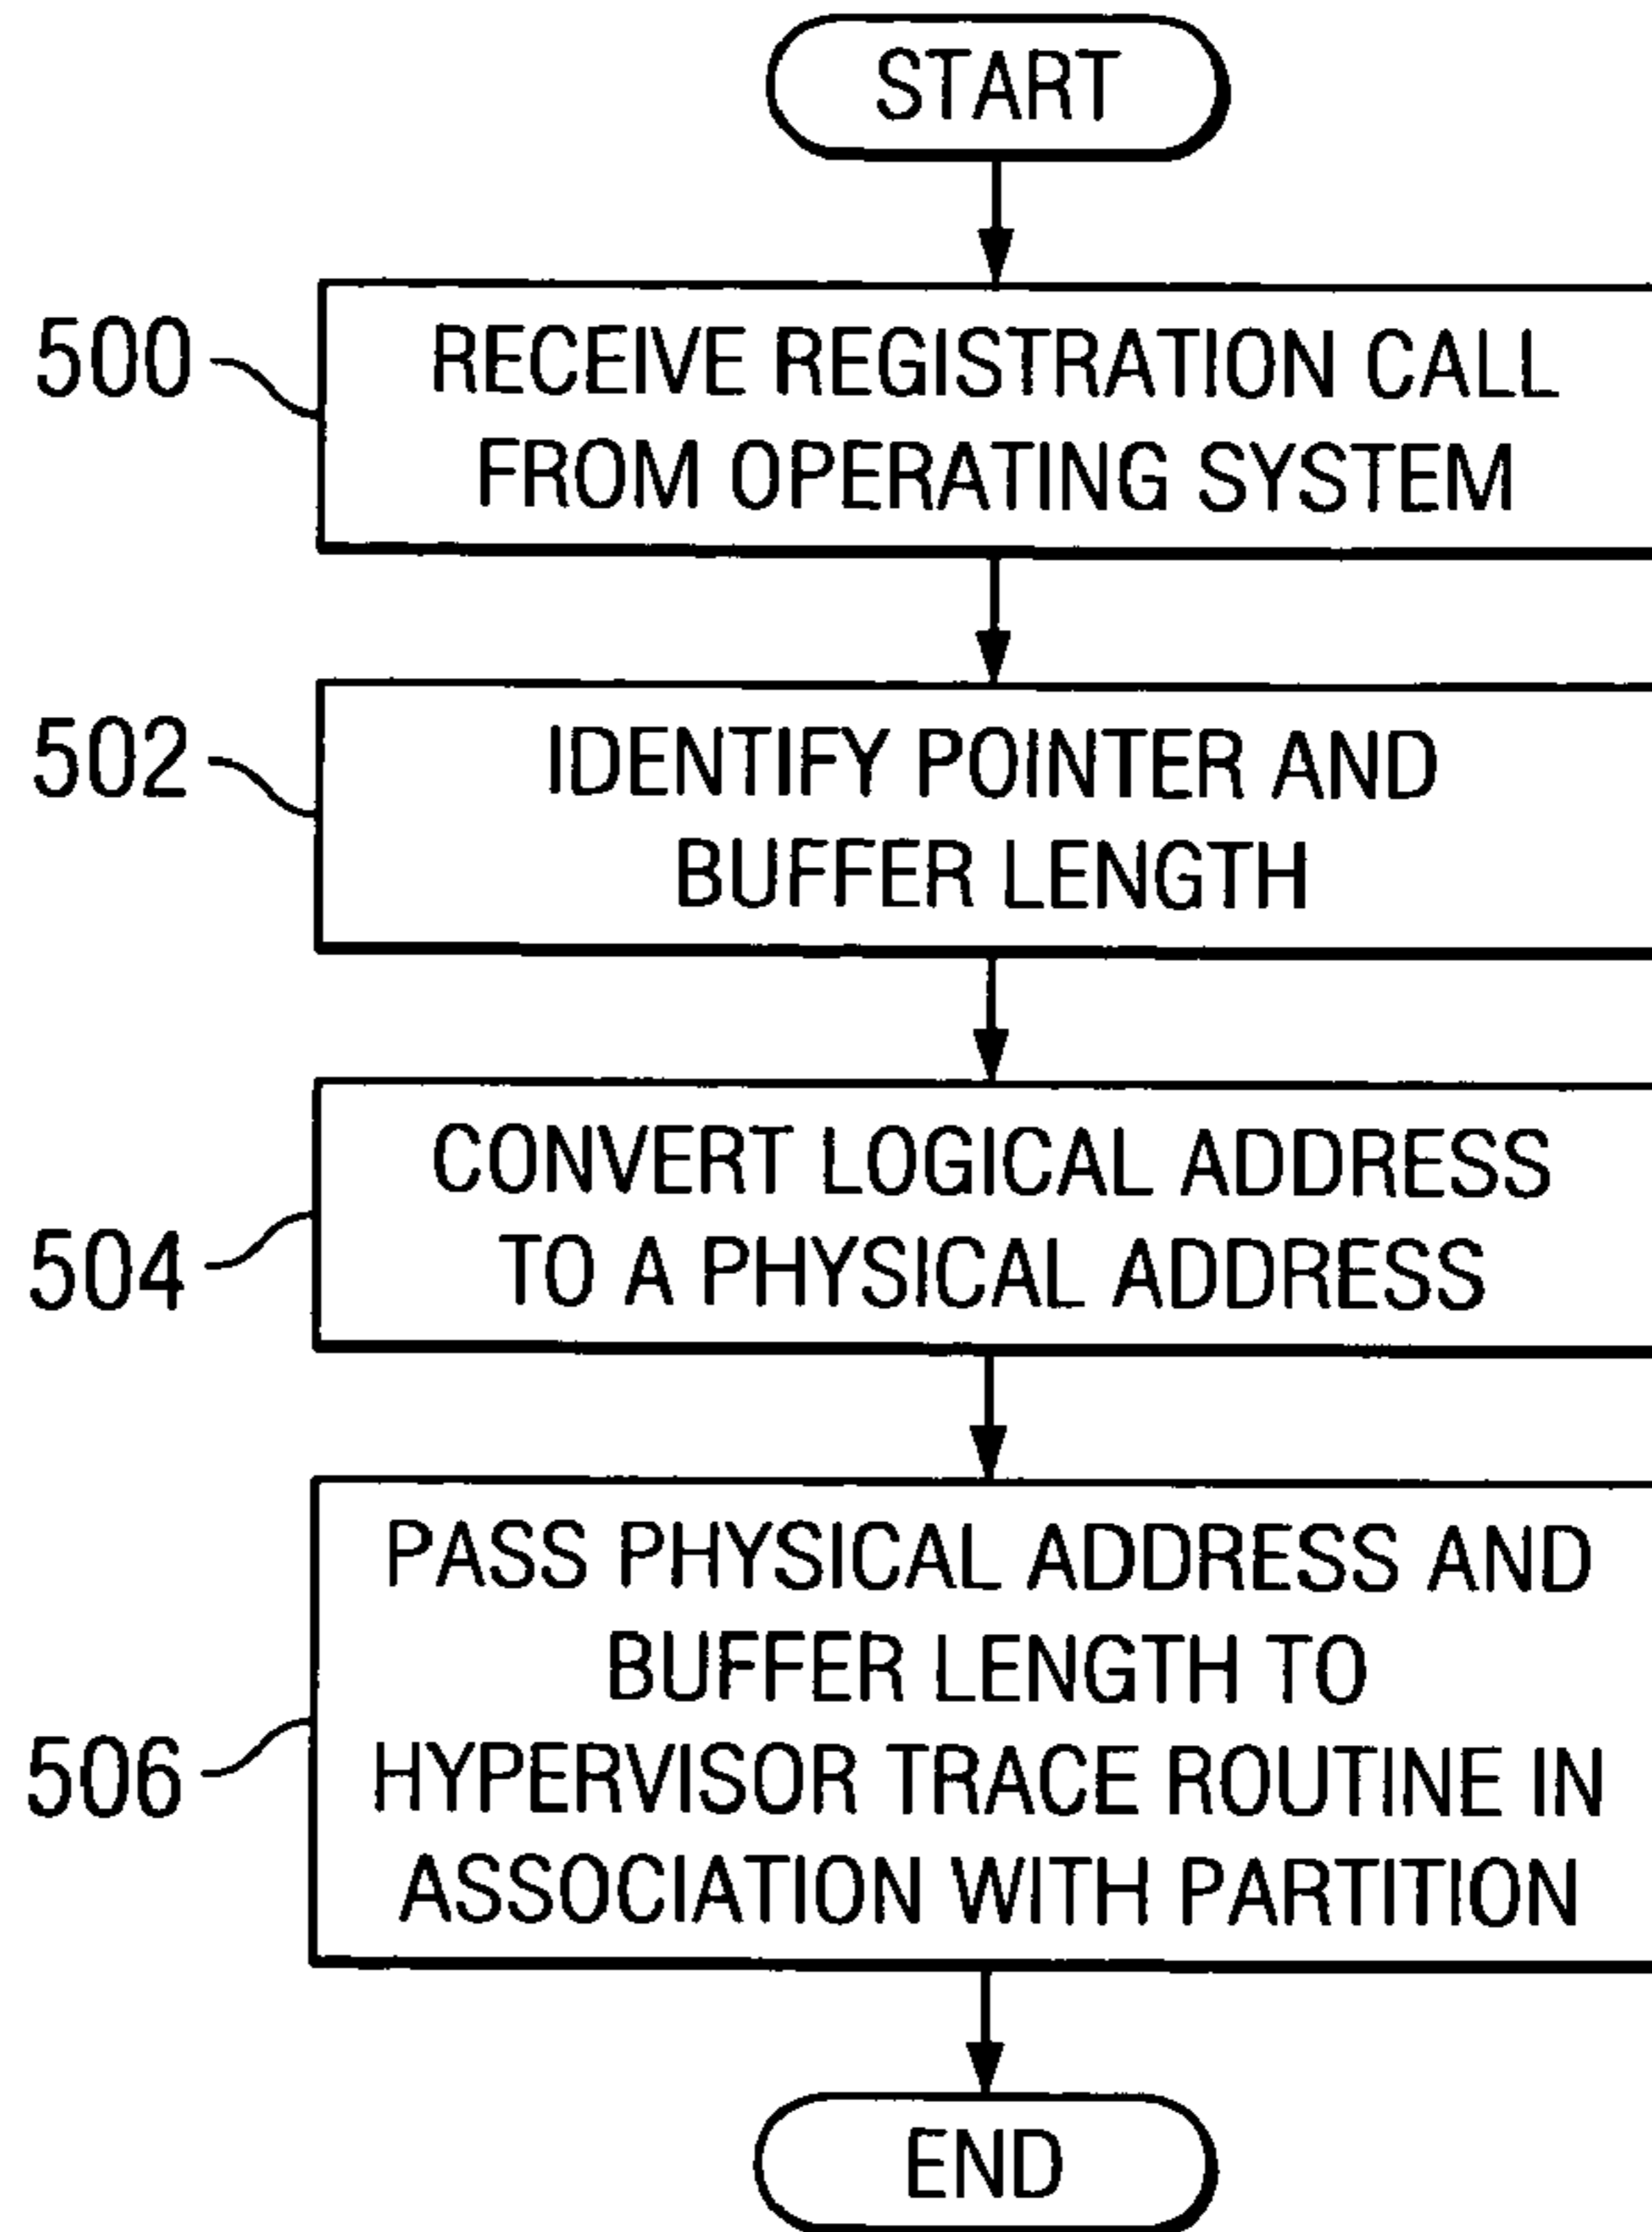 START
500
RECEIVE REGISTRATION CALL
FROM OPERATING SYSTEM
502
IDENTIFY POINTER AND
BUFFER LENGTH
504
CONVERT LOGICAL ADDRESS
TO A PHYSICAL ADDRESS
506
PASS PHYSICAL ADDRESS AND
BUFFER LENGTH TO
HYPERVISOR TRACE ROUTINE IN
ASSOCIATION WITH PARTITION
END